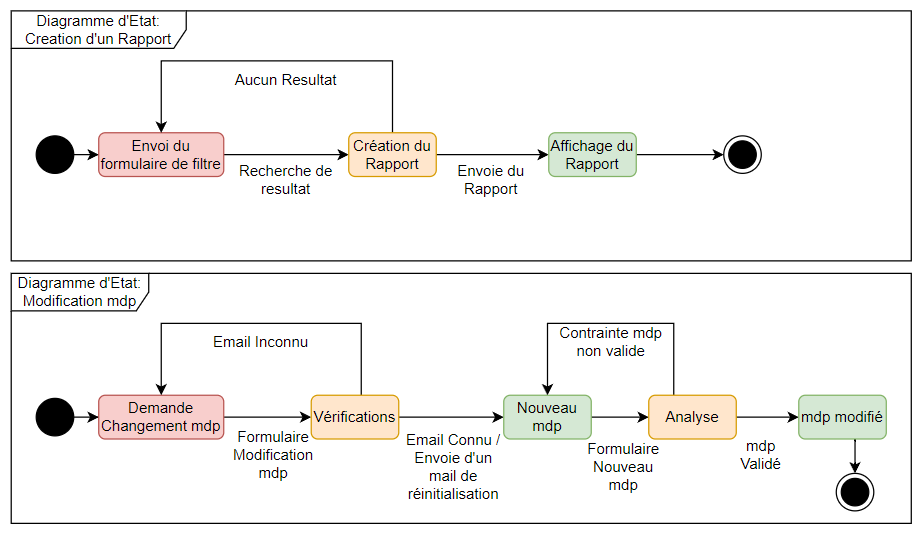 Diagramme d'Etat:
Creation d'un Rapport
Aucun Resultat
Envoi du
formulaire de filtre
Recherche de
resultat
Création du
Rapport
Envoie du
Rapport
Affichage du
Rapport
Diagramme d'Etat:
Modification mdp
Email Inconnu
Demande
Changement mdp
Formulaire
Modification
mdp
Vérifications
Email Connu /
Envoie d'un
mail de
réinitialisation
Contrainte mdp
non valide
Nouveau
mdp
Formulaire
Nouveau
mdp
Analyse
mdp
Validé
mdp modifié